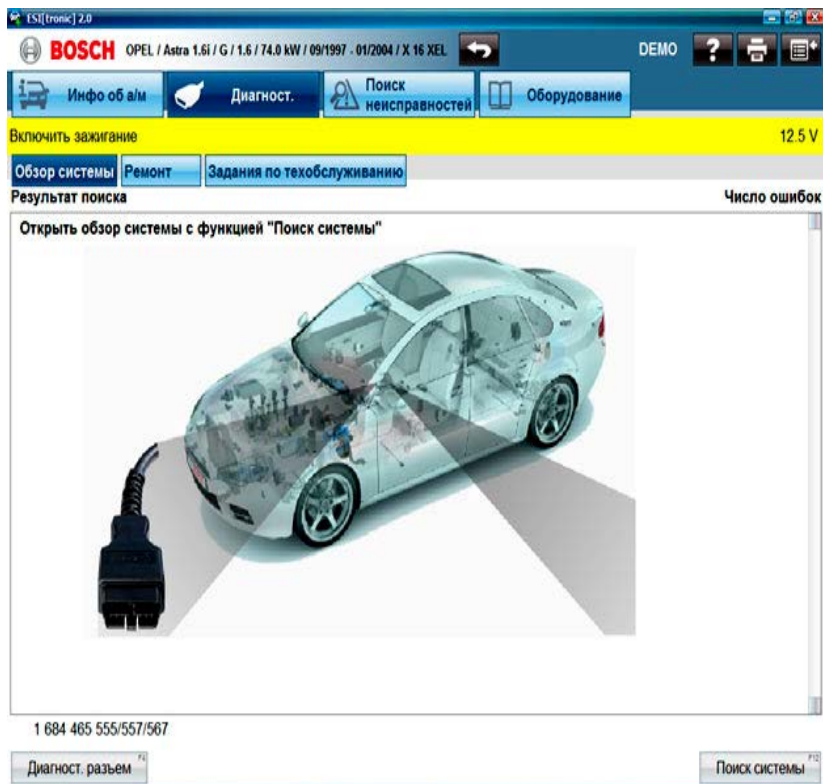 ESI[tronic] 2.0
BOSCH OPEL / Astra 1.6i / G / 1.6 / 74.0 kW / 09/1997 - 01/2004 / X 16 XEL DEMO ?
Инфо об а/м Диагност. Поиск неисправностей Оборудование
Включить зажигание 12.5 V
Обзор системы Ремонт Задания по техобслуживанию
Результат поиска Число ошибок
Открыть обзор системы с функцией "Поиск системы"
1 684 465 555/557/567
Диагност. разъем F4 Поиск системы F12